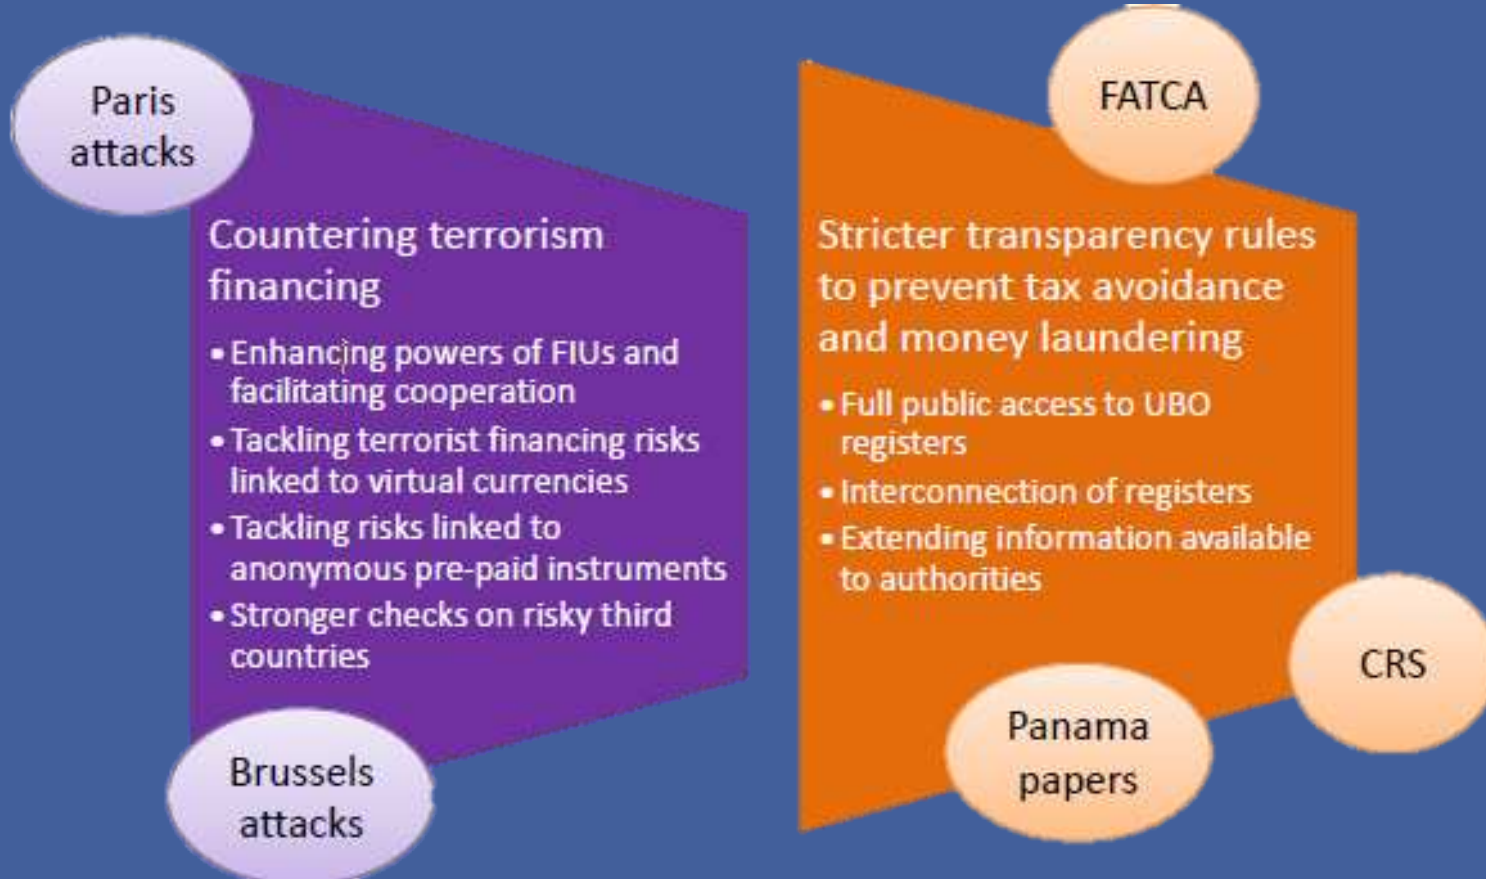 Paris
attacks
Countering terrorism
financing
• Enhancing powers of FIUs and
facilitating cooperation
• Tackling terrorist financing risks
linked to virtual currencies
• Tackling risks linked to
anonymous pre-paid instruments
• Stronger checks on risky third
countries
Brussels
attacks
FATCA
Stricter transparency rules
to prevent tax avoidance
and money laundering
• Full public access to UBO
registers
• Interconnection of registers
• Extending information available
to authorities
CRS
Panama
papers